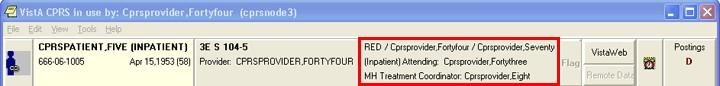 VistA CPRS in use by: Cprsprovider,Fortyfour (cprsnode3)
File Edit View Tools Help
CPRSPATIENT,FIVE (INPATIENT)
666-06-1005 Apr 15,1953 (58)
3E S 104-5
Provider: CPRSPROVIDER,FORTYFOUR
RED / Cprsprovider,Fortyfour / Cprsprovider,Seventy
(Inpatient) Attending: Cprsprovider,Fortythree
MH Treatment Coordinator: Cprsprovider,Eight
Flag
VistaWeb
Remote Data
Postings
D